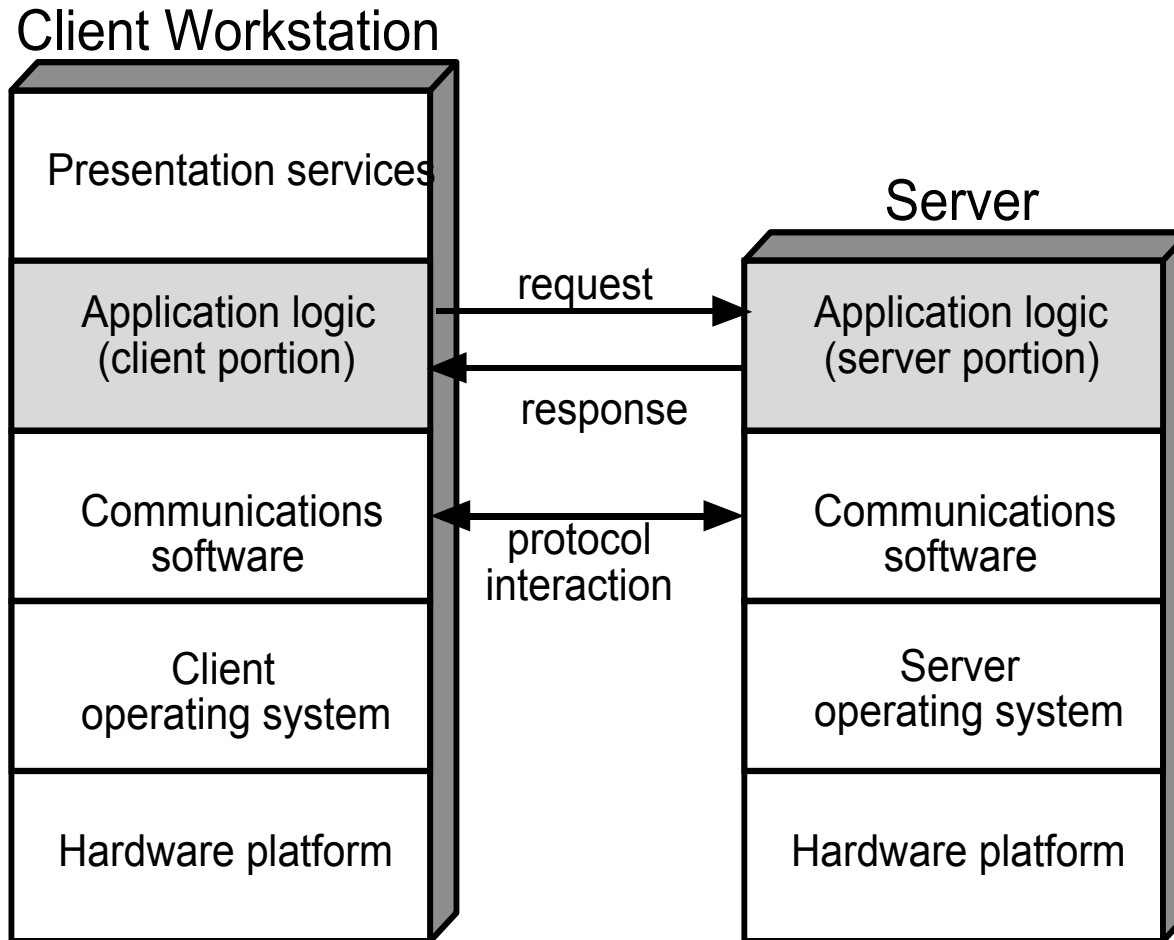 Client Workstation
Presentation services
Application logic
(client portion)
Communications
software
Client
operating system
Hardware platform
request
response
protocol
interaction
Server
Application logic
(server portion)
Communications
software
Server
operating system
Hardware platform